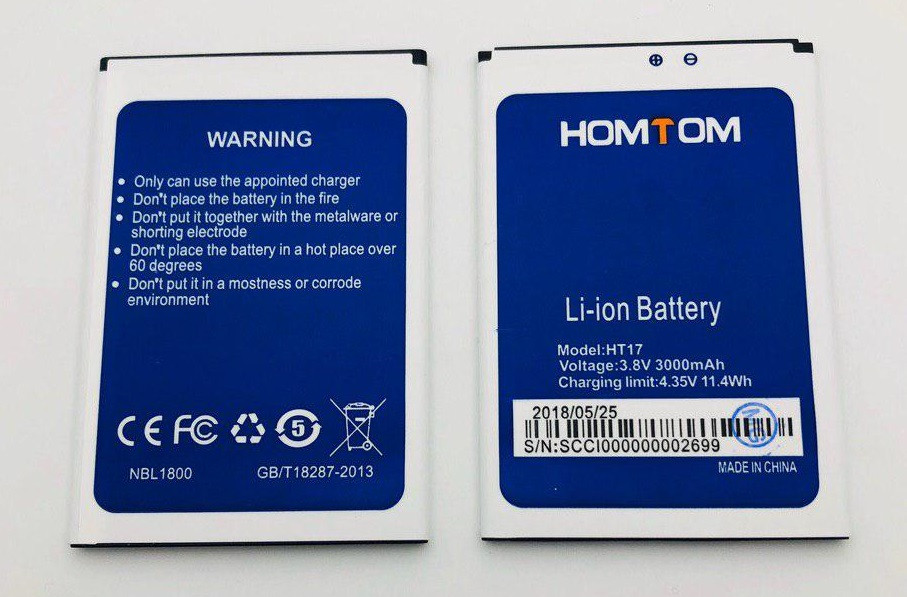 WARNING
• Only can use the appointed charger
• Don"t place the battery in the fire
• Don"t put it together with the metalware or
shorting electrode
• Don"t place the battery in a hot place over
60 degrees
• Don"t put it in a mostness or corrode
environment
CE FC 5
NBL1800 GB/T18287-2013
⊕ ⊖
HOMTOM
Li-ion Battery
Model:HT17
Voltage:3.8V 3000mAh
Charging limit:4.35V 11.4Wh
2018/05/25
S/N:SCCI000000002699
MADE IN CHINA